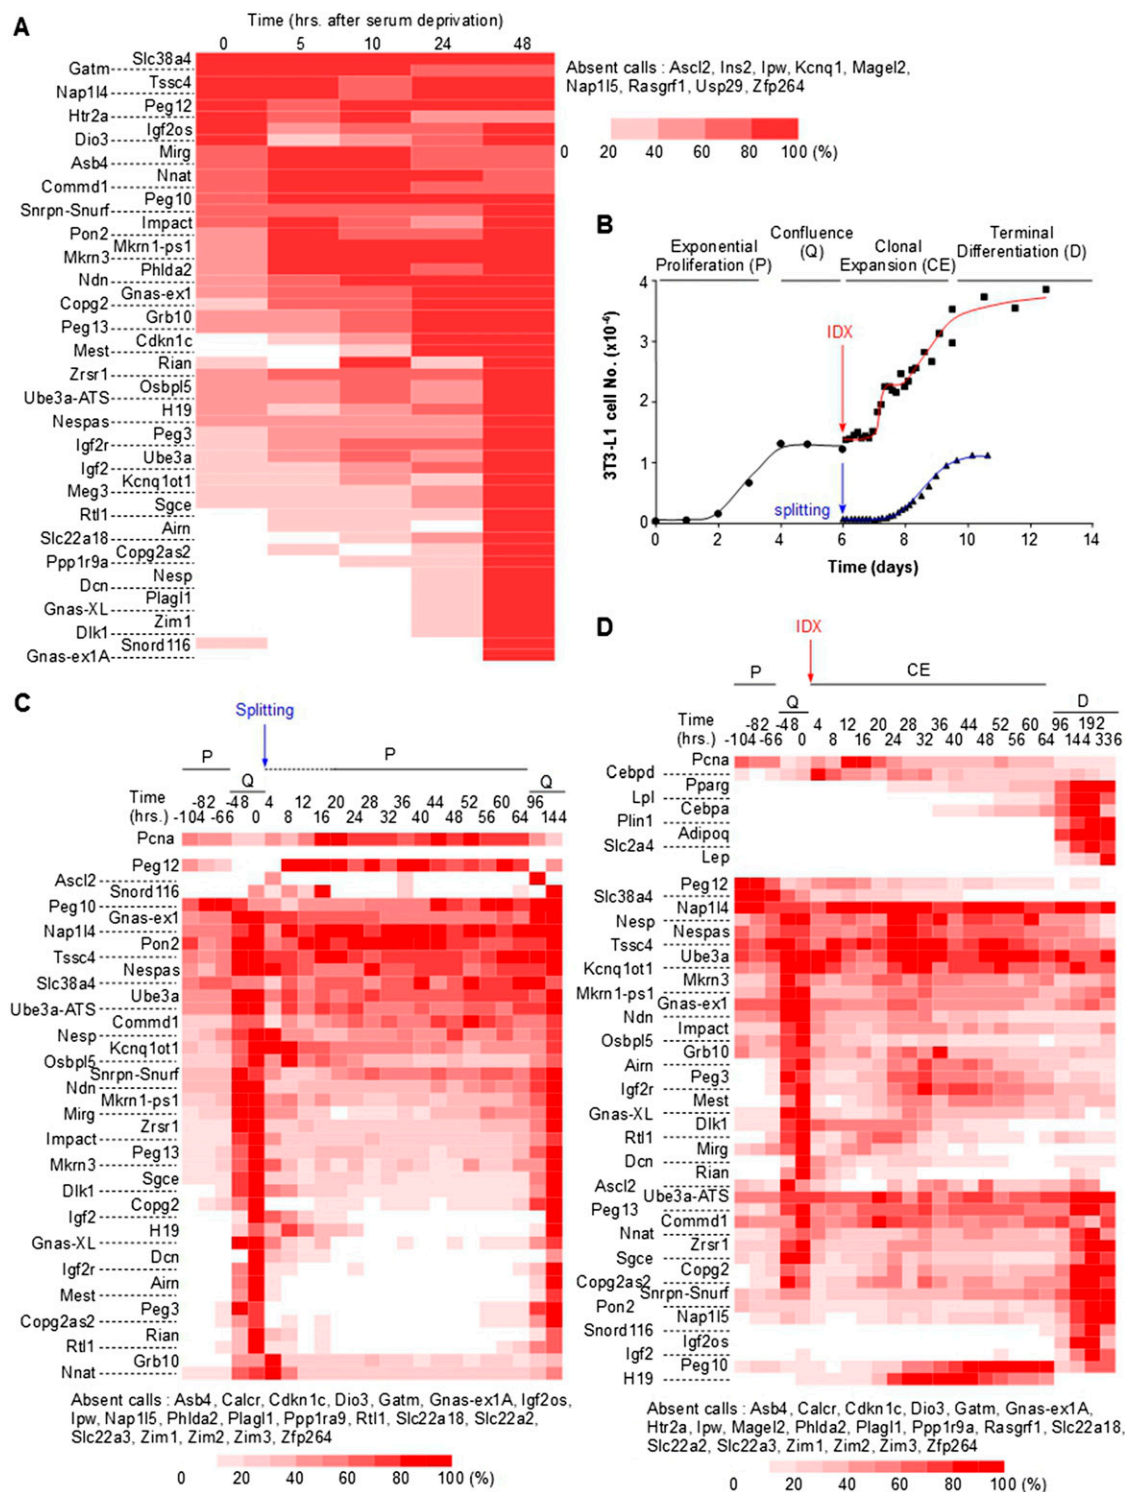 A
Time (hrs. after serum deprivation)
0 5 10 24 48
Slc38a4
Gatm
Tssc4
Nap1l4
Peg12
Htr2a
Igf2os
Dio3
Mirg
Asb4
Nnat
Commd1
Peg10
Snrpn-Snurf
Impact
Pon2
Mkrn1-ps1
Mkrn3
Phlda2
Ndn
Gnas-ex1
Copg2
Grb10
Peg13
Cdkn1c
Mest
Rian
Zrsr1
Osbpl5
Ube3a-ATS
H19
Nespas
Peg3
Igf2r
Ube3a
Igf2
Kcnq1ot1
Meg3
Sgce
Rtl1
Airn
Slc22a18
Copg2as2
Ppp1r9a
Nesp
Dcn
Plagl1
Gnas-XL
Zim1
Dlk1
Snord116
Gnas-ex1A
Absent calls : Ascl2, Ins2, Ipw, Kcnq1, Magel2,
Nap1l5, Rasgrf1, Usp29, Zfp264
0 20 40 60 80 100 (%)
B
Exponential
Proliferation (P)
Confluence
(Q)
Clonal
Expansion (CE)
Terminal
Differentiation (D)
3T3-L1 cell No. (x10⁻⁶)
4
3
2
1
0
IDX
splitting
0 2 4 6 8 10 12 14
Time (days)
C
Splitting
P Q P Q
Time
(hrs.)
-82 -48 4 12 20 28 36 44 52 60 96
-104 -66 0 8 16 24 32 40 48 56 64 144
Pcna
Peg12
Ascl2
Snord116
Peg10
Gnas-ex1
Nap1l4
Pon2
Tssc4
Nespas
Slc38a4
Ube3a
Ube3a-ATS
Commd1
Nesp
Kcnq1ot1
Osbpl5
Snrpn-Snurf
Ndn
Mkrn1-ps1
Mirg
Zrsr1
Impact
Peg13
Mkrn3
Sgce
Dlk1
Copg2
Igf2
H19
Gnas-XL
Dcn
Igf2r
Airn
Mest
Peg3
Copg2as2
Rian
Rtl1
Grb10
Nnat
Absent calls : Asb4, Calcr, Cdkn1c, Dio3, Gatm, Gnas-ex1A, Igf2os,
Ipw, Nap1l5, Phlda2, Plagl1, Ppp1ra9, Rtl1, Slc22a18, Slc22a2,
Slc22a3, Zim1, Zim2, Zim3, Zfp264
0 20 40 60 80 100 (%)
D
IDX
P Q CE D
Time
(hrs.)
-82 -48 4 12 20 28 36 44 52 60 96 192
-104 -66 0 8 16 24 32 40 48 56 64 144 336
Pcna
Cebpd
Pparg
Lpl
Cebpa
Plin1
Adipoq
Slc2a4
Lep
Peg12
Slc38a4
Nap1l4
Nesp
Nespas
Tssc4
Ube3a
Kcnq1ot1
Mkrn3
Mkrn1-ps1
Gnas-ex1
Ndn
Impact
Osbpl5
Grb10
Airn
Peg3
Igf2r
Mest
Gnas-XL
Dlk1
Rtl1
Mirg
Dcn
Rian
Ascl2
Ube3a-ATS
Peg13
Commd1
Nnat
Zrsr1
Sgce
Copg2
Copg2as2
Snrpn-Snurf
Pon2
Nap1l5
Snord116
Igf2os
Igf2
Peg10
H19
Absent calls : Asb4, Calcr, Cdkn1c, Dio3, Gatm, Gnas-ex1A,
Htr2a, Ipw, Magel2, Phlda2, Plagl1, Ppp1r9a, Rasgrf1, Slc22a18,
Slc22a2, Slc22a3, Zim1, Zim2, Zim3, Zfp264
0 20 40 60 80 100 (%)